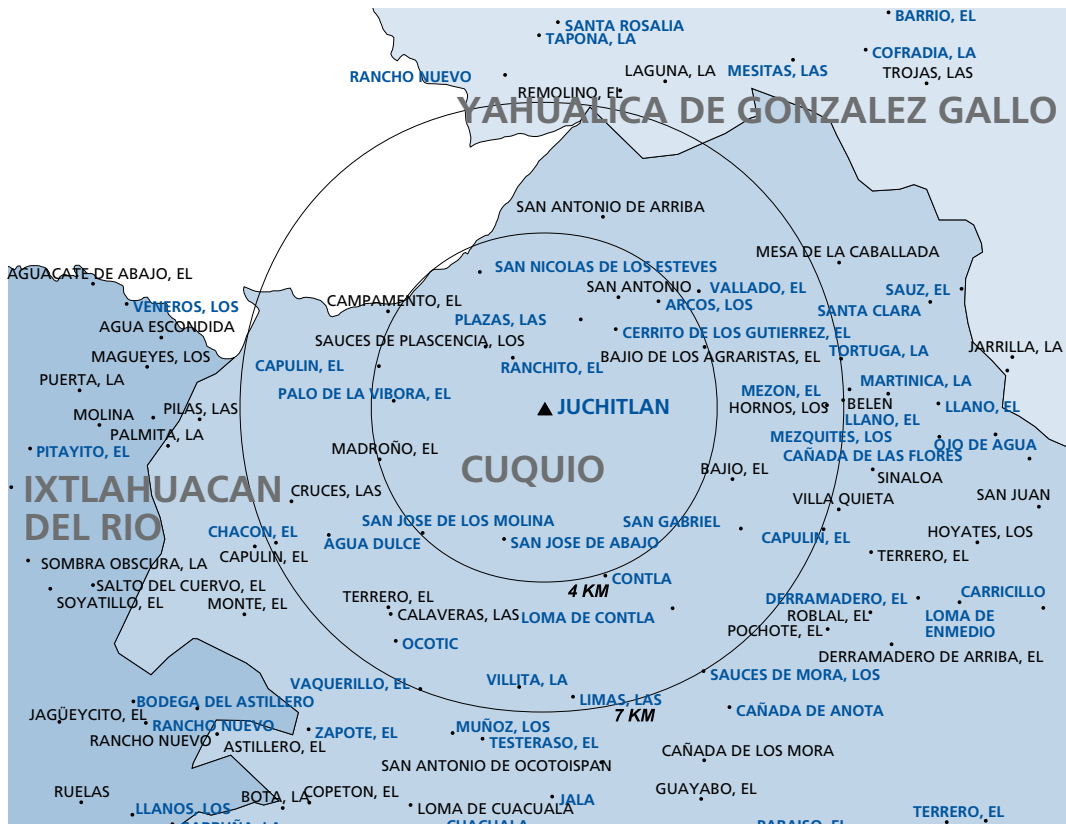 BARRIO, EL
SANTA ROSALIA
TAPONA, LA
COFRADIA, LA
RANCHO NUEVO
LAGUNA, LA
MESITAS, LAS
TROJAS, LAS
REMOLINO, EL
YAHUALICA DE GONZALEZ GALLO
SAN ANTONIO DE ARRIBA
MESA DE LA CABALLADA
AGUACATE DE ABAJO, EL
SAN NICOLAS DE LOS ESTEVES
SAN ANTONIO
VALLADO, EL
SAUZ, EL
VENEROS, LOS
CAMPAMENTO, EL
ARCOS, LOS
SANTA CLARA
AGUA ESCONDIDA
PLAZAS, LAS
CERRITO DE LOS GUTIERREZ, EL
SAUCES DE PLASCENCIA, LOS
MAGUEYES, LOS
BAJIO DE LOS AGRARISTAS, EL
TORTUGA, LA
JARRILLA, LA
CAPULIN, EL
RANCHITO, EL
PUERTA, LA
PALO DE LA VIBORA, EL
MEZON, EL
MARTINICA, LA
MOLINA
PILAS, LAS
JUCHITLAN
HORNOS, LOS
BELEN
LLANO, EL
LLANO, EL
PALMITA, LA
MEZQUITES, LOS
OJO DE AGUA
PITAYITO, EL
MADROÑO, EL
CAÑADA DE LAS FLORES
CUQUIO
BAJIO, EL
SINALOA
IXTLAHUACAN
DEL RIO
CRUCES, LAS
VILLA QUIETA
SAN JUAN
CHACON, EL
SAN JOSE DE LOS MOLINA
SAN GABRIEL
AGUA DULCE
SAN JOSE DE ABAJO
CAPULIN, EL
HOYATES, LOS
CAPULIN, EL
TERRERO, EL
SOMBRA OBSCURA, LA
SALTO DEL CUERVO, EL
CONTLA
4 KM
CARRICILLO
SOYATILLO, EL
MONTE, EL
TERRERO, EL
CALAVERAS, LAS
LOMA DE CONTLA
DERRAMADERO, EL
ROBLAL, EL
LOMA DE
ENMEDIO
POCHOTE, EL
OCOTIC
DERRAMADERO DE ARRIBA, EL
VAQUERILLO, EL
VILLITA, LA
SAUCES DE MORA, LOS
BODEGA DEL ASTILLERO
LIMAS, LAS
7 KM
CAÑADA DE ANOTA
JAGÜEYCITO, EL
RANCHO NUEVO
RANCHO NUEVO
ASTILLERO, EL
ZAPOTE, EL
MUÑOZ, LOS
TESTERASO, EL
CAÑADA DE LOS MORA
SAN ANTONIO DE OCOTOISPAN
RUELAS
BOTA, LA
COPETON, EL
GUAYABO, EL
LLANOS, LOS
LOMA DE CUACUALA
JALA
TERRERO, EL